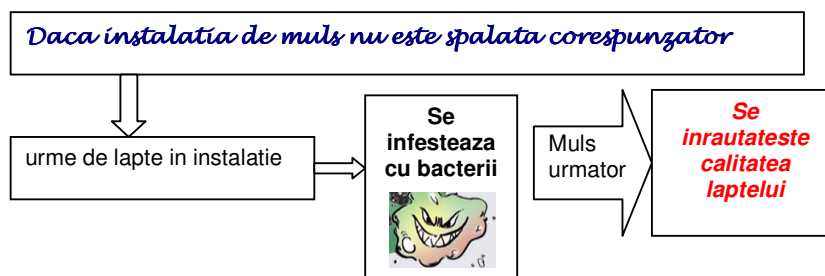 Daca instalatia de muls nu este spalata corespunzator
urme de lapte in instalatie
Se
infesteaza
cu bacterii
Muls
urmator
Se
inrautateste
calitatea
laptelui